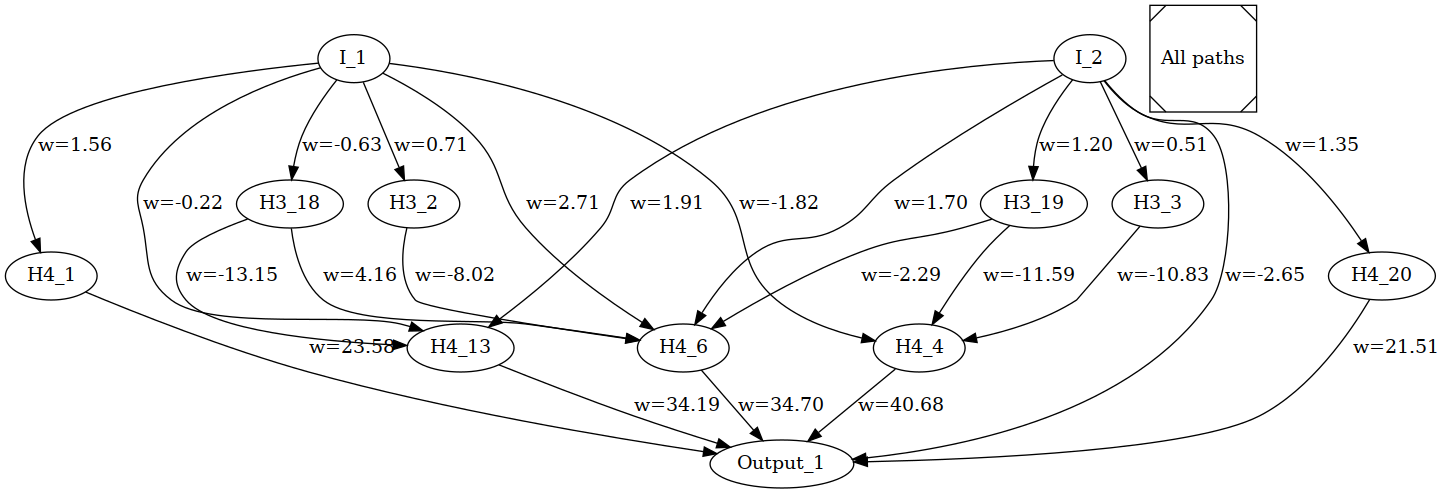 I_1
I_2
All paths
w=1.56
w=-0.63
w=0.71
w=1.20
w=0.51
w=1.35
w=-0.22
H3_18
H3_2
w=2.71
w=1.91
w=-1.82
w=1.70
H3_19
H3_3
H4_1
w=-13.15
w=4.16
w=-8.02
w=-2.29
w=-11.59
w=-10.83
w=-2.65
H4_20
w=23.58
H4_13
H4_6
H4_4
w=21.51
w=34.19
w=34.70
w=40.68
Output_1